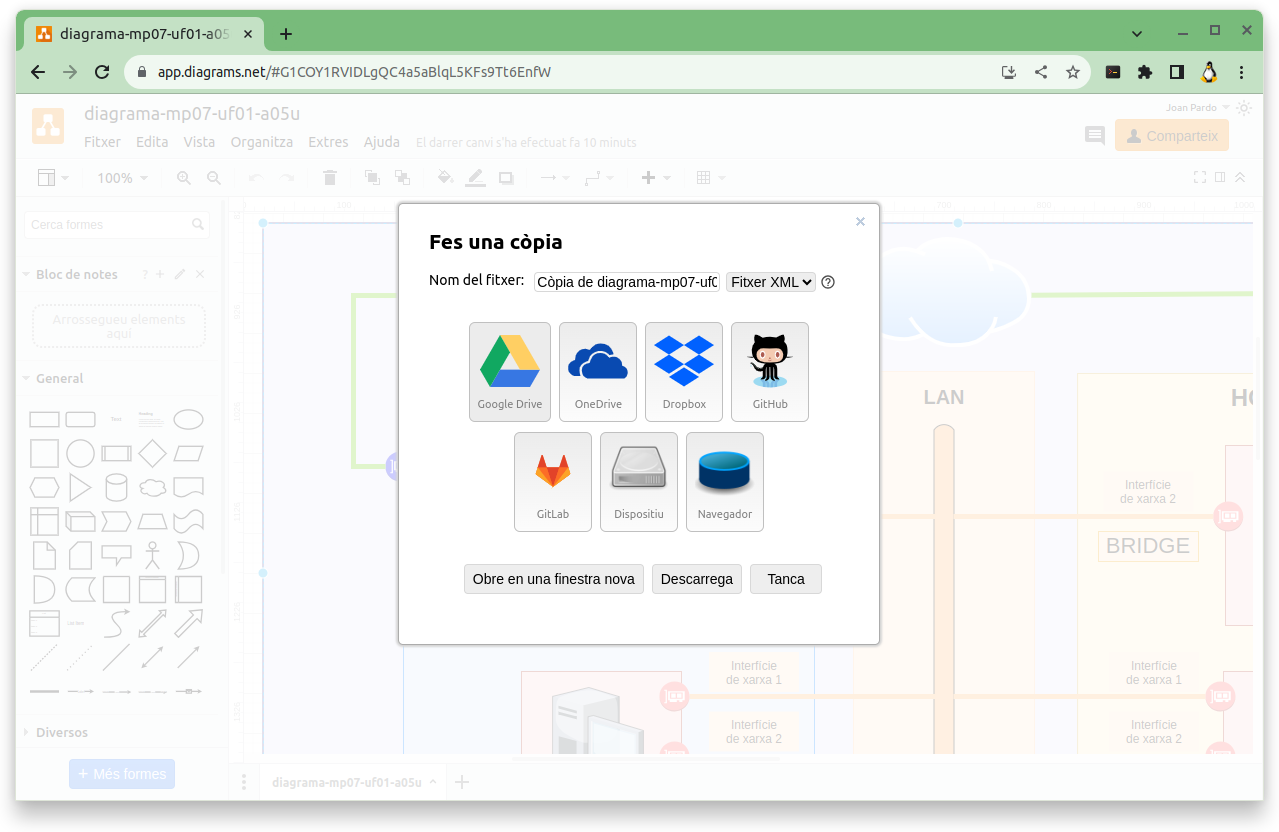 diagrama-mp07-uf01-a05
app.diagrams.net/#G1COY1RVIDLgQC4a5aBlqL5KFs9Tt6EnfW
diagrama-mp07-uf01-a05u
Joan Pardo
Fitxer Edita Vista Organitza Extres Ajuda El darrer canvi s'ha efectuat fa 10 minuts
Comparteix
100%
100 700 800 900 1000
Cerca formes
Bloc de notes ?
Arrossegueu elements
aquí
General
Fes una còpia
Nom del fitxer: Còpia de diagrama-mp07-uf0 Fitxer XML ?
Google Drive OneDrive Dropbox GitHub
GitLab Dispositiu Navegador
Obre en una finestra nova Descarrega Tanca
LAN
Interfície
de xarxa 2
BRIDGE
Interfície
de xarxa 1
Interfície
de xarxa 1
Interfície
de xarxa 2
Interfície
de xarxa 2
Diversos
+ Més formes
diagrama-mp07-uf01-a05u